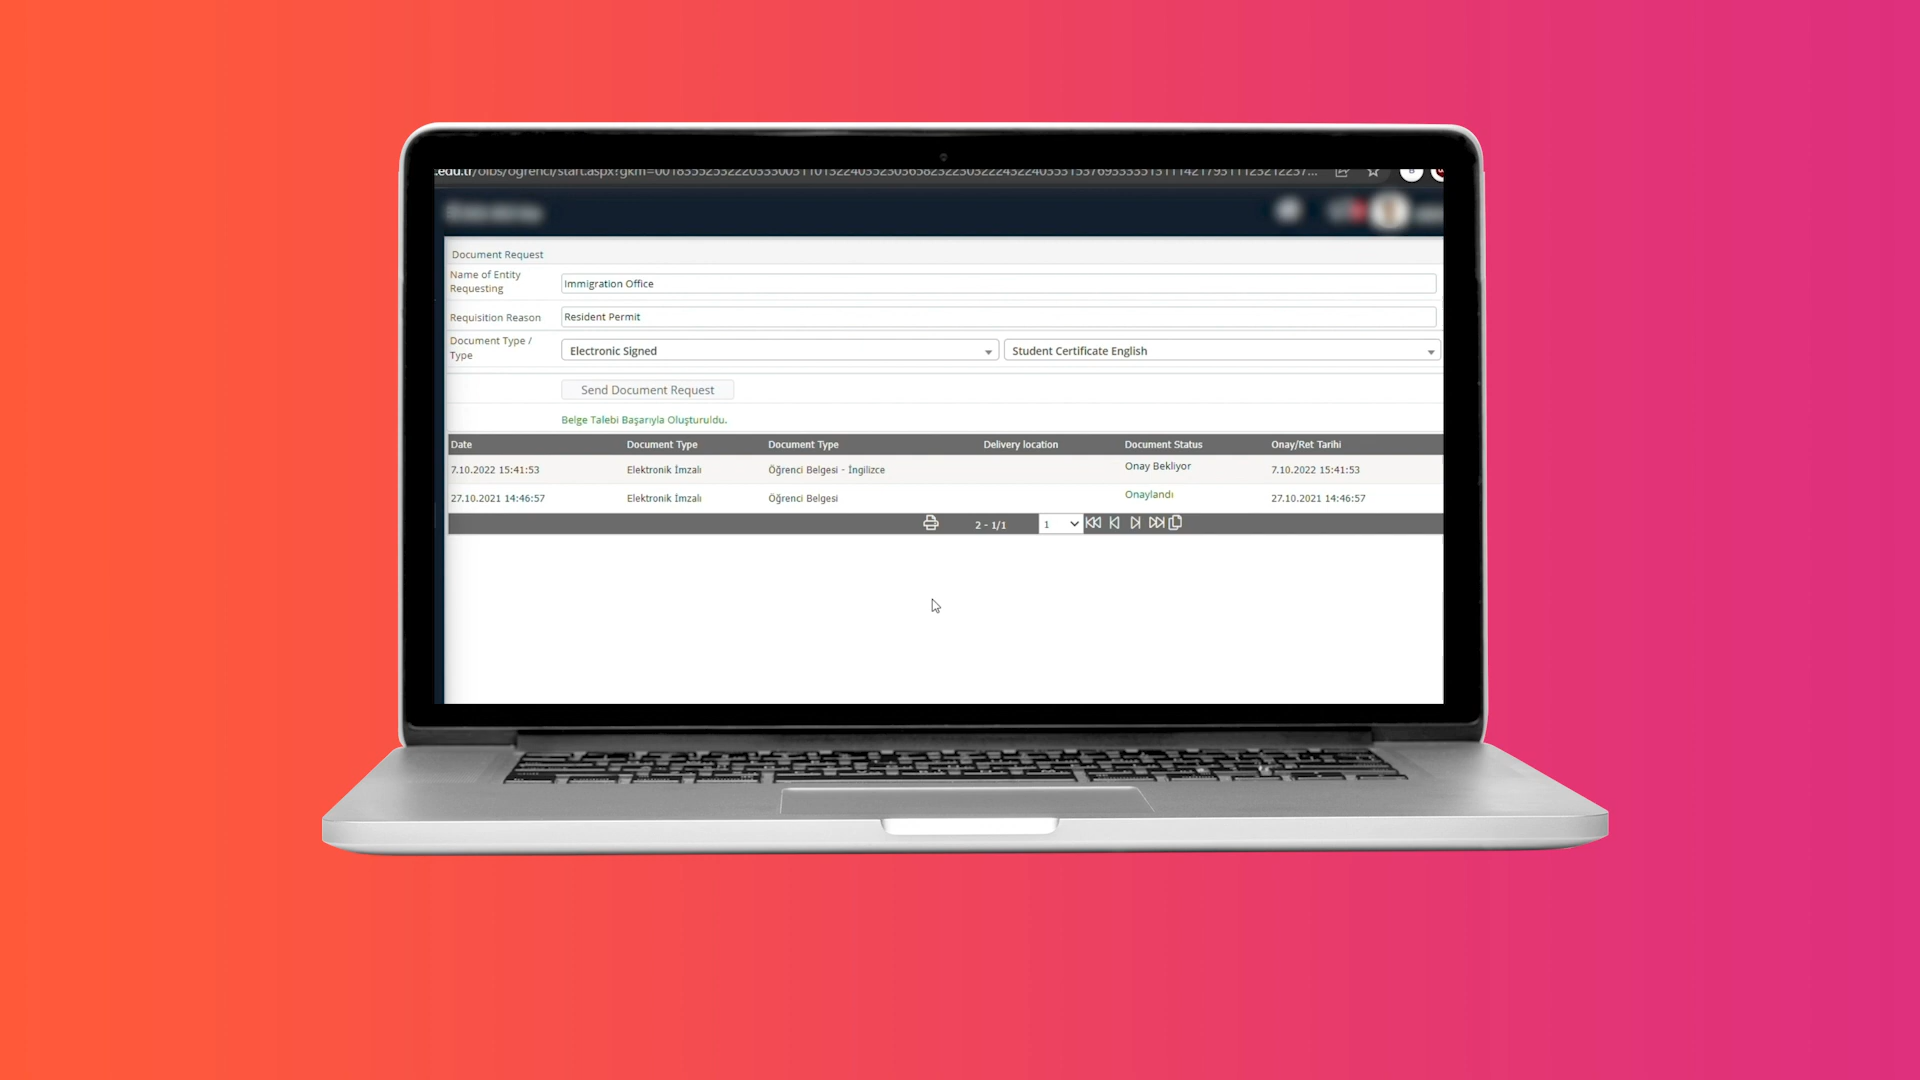 Document Request
Name of Entity
Requesting
Immigration Office
Requisition Reason
Resident Permit
Document Type /
Type
Electronic Signed
Student Certificate English
Send Document Request
Belge Talebi Başarıyla Oluşturuldu.
Date Document Type Document Type Delivery location Document Status Onay/Ret Tarihi
7.10.2022 15:41:53 Elektronik İmzalı Öğrenci Belgesi - İngilizce Onay Bekliyor 7.10.2022 15:41:53
27.10.2021 14:46:57 Elektronik İmzalı Öğrenci Belgesi Onaylandı 27.10.2021 14:46:57
2 - 1/1 1